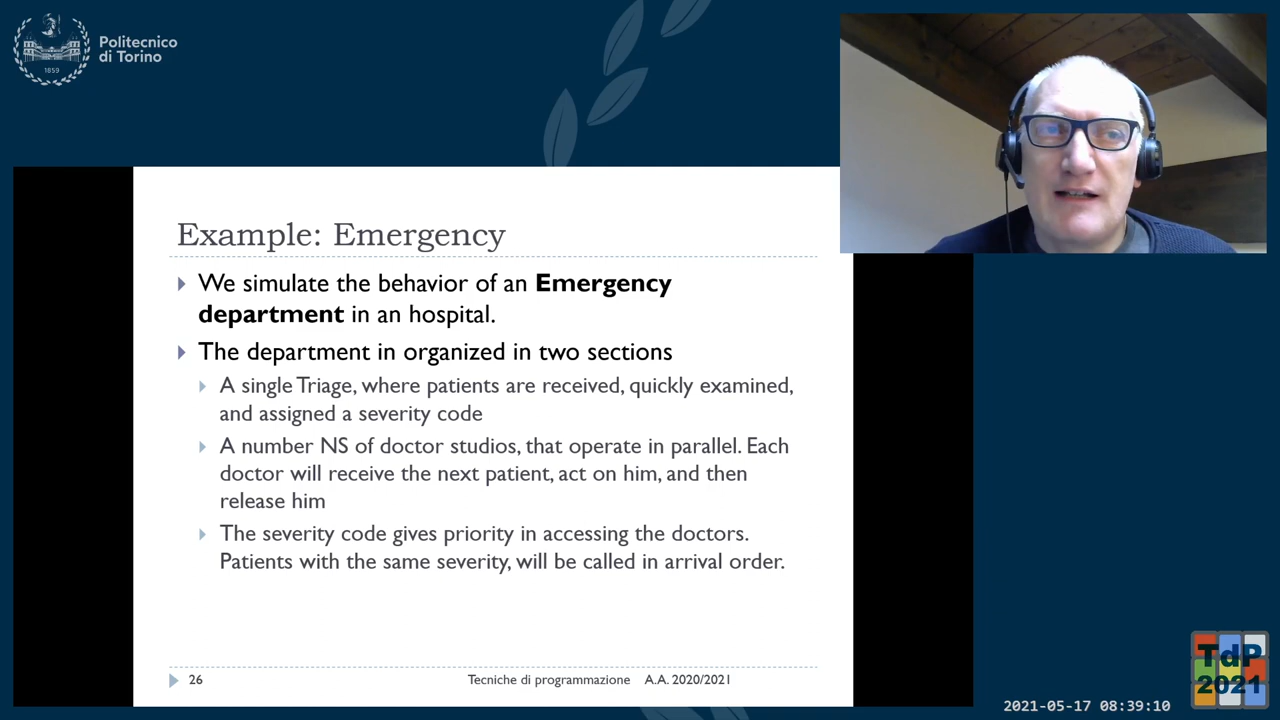 Politecnico
di Torino
1859
Example: Emergency
We simulate the behavior of an Emergency
department in an hospital.
The department in organized in two sections
A single Triage, where patients are received, quickly examined,
and assigned a severity code
A number NS of doctor studios, that operate in parallel. Each
doctor will receive the next patient, act on him, and then
release him
The severity code gives priority in accessing the doctors.
Patients with the same severity, will be called in arrival order.
26
Tecniche di programmazione A.A. 2020/2021
TdP
2021
2021-05-17 08:39:10